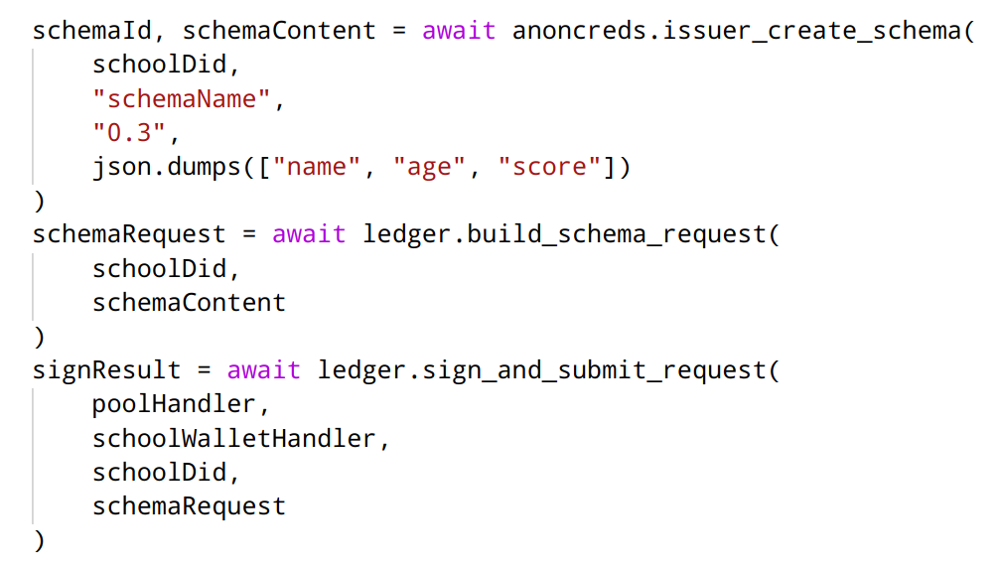 schemaId, schemaContent = await anoncreds.issuer_create_schema(
    schoolDid,
    "schemaName",
    "0.3",
    json.dumps(["name", "age", "score"])
)
schemaRequest = await ledger.build_schema_request(
    schoolDid,
    schemaContent
)
signResult = await ledger.sign_and_submit_request(
    poolHandler,
    schoolWalletHandler,
    schoolDid,
    schemaRequest
)